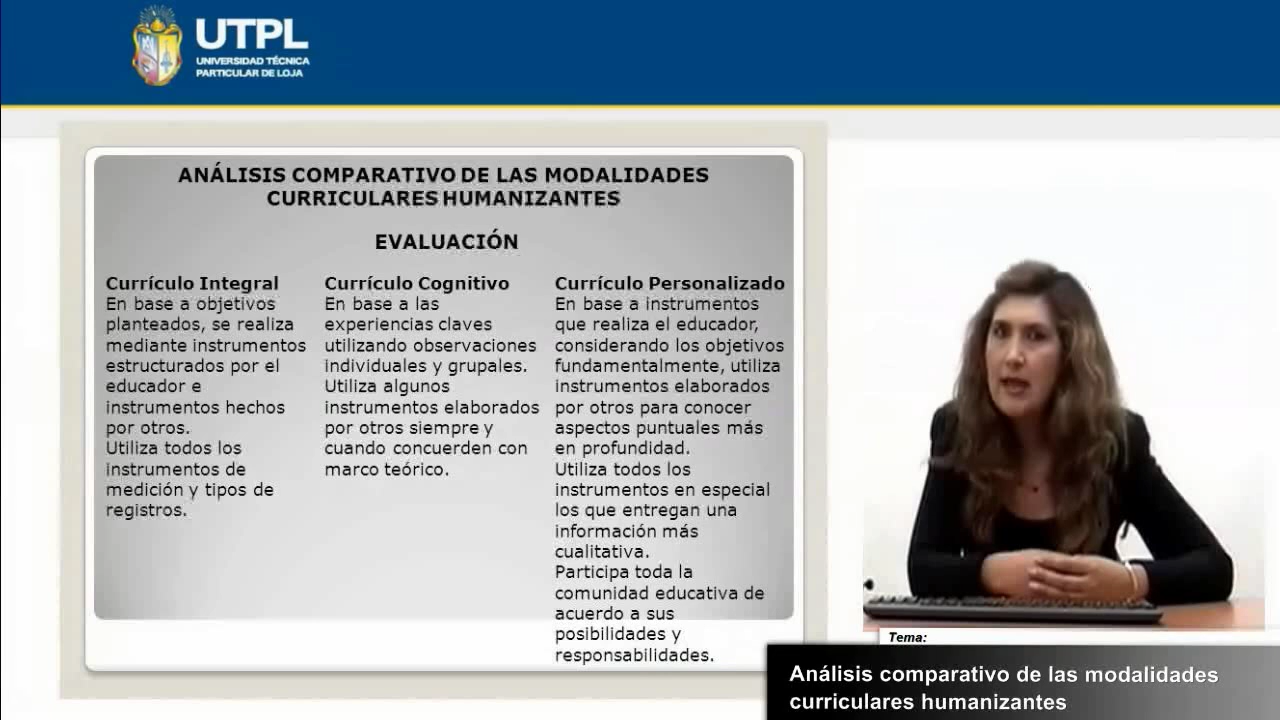 UTPL
UNIVERSIDAD TÉCNICA
PARTICULAR DE LOJA
ANÁLISIS COMPARATIVO DE LAS MODALIDADES
CURRICULARES HUMANIZANTES
EVALUACIÓN
Currículo Integral
En base a objetivos
planteados, se realiza
mediante instrumentos
estructurados por el
educador e
instrumentos hechos
por otros.
Utiliza todos los
instrumentos de
medición y tipos de
registros.
Currículo Cognitivo
En base a las
experiencias claves
utilizando observaciones
individuales y grupales.
Utiliza algunos
instrumentos elaborados
por otros siempre y
cuando concuerden con
marco teórico.
Currículo Personalizado
En base a instrumentos
que realiza el educador,
considerando los objetivos
fundamentalmente, utiliza
instrumentos elaborados
por otros para conocer
aspectos puntuales más
en profundidad.
Utiliza todos los
instrumentos en especial
los que entregan una
información más
cualitativa.
Participa toda la
comunidad educativa de
acuerdo a sus
posibilidades y
responsabilidades.
Tema:
Análisis comparativo de las modalidades
curriculares humanizantes